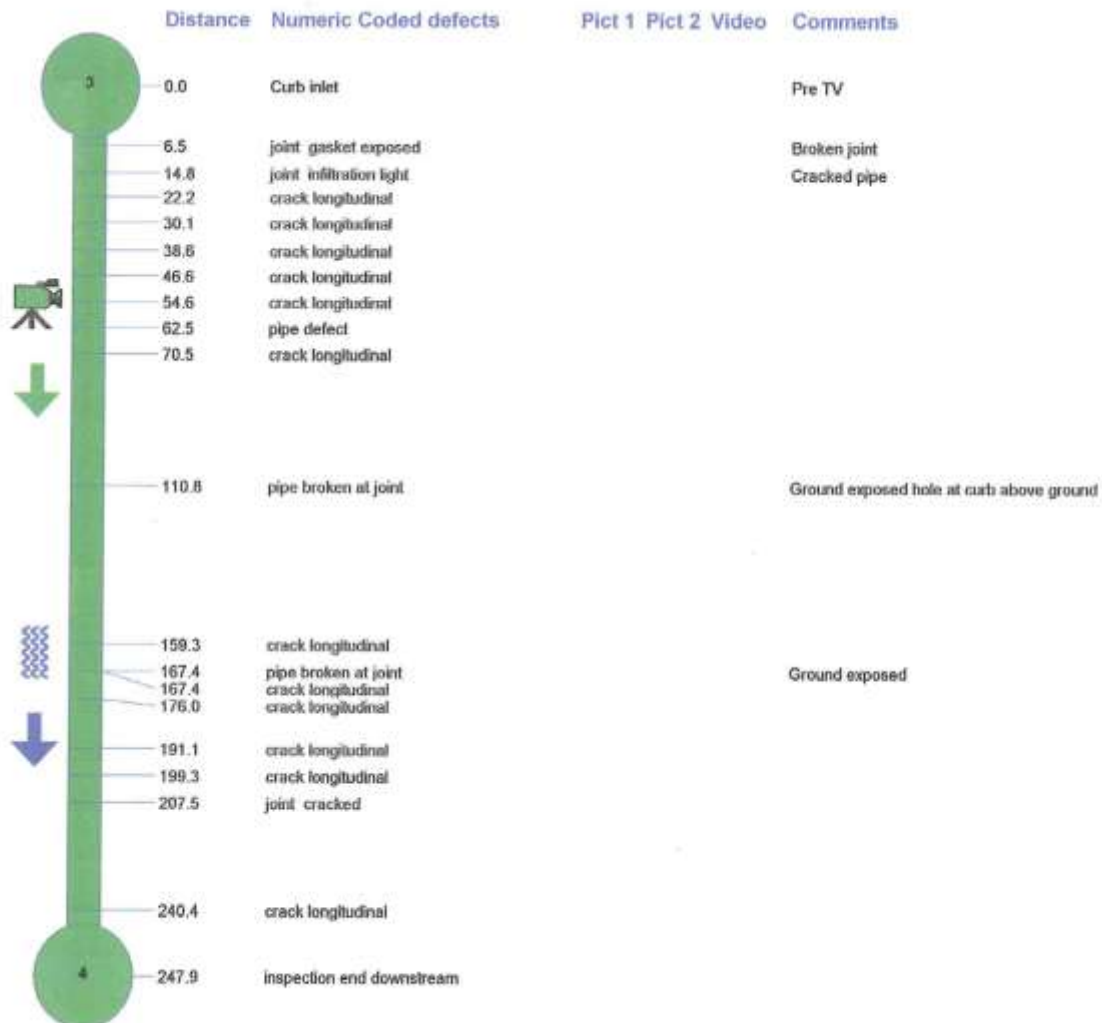 Distance Numeric Coded defects Pict 1 Pict 2 Video Comments
3
0.0 Curb inlet Pre TV
6.5 joint gasket exposed Broken joint
14.8 joint infiltration light Cracked pipe
22.2 crack longitudinal
30.1 crack longitudinal
38.6 crack longitudinal
46.6 crack longitudinal
54.6 crack longitudinal
62.5 pipe defect
70.5 crack longitudinal
110.8 pipe broken at joint Ground exposed hole at curb above ground
159.3 crack longitudinal
167.4 pipe broken at joint Ground exposed
167.4 crack longitudinal
176.0 crack longitudinal
191.1 crack longitudinal
199.3 crack longitudinal
207.5 joint cracked
240.4 crack longitudinal
4
247.9 inspection end downstream